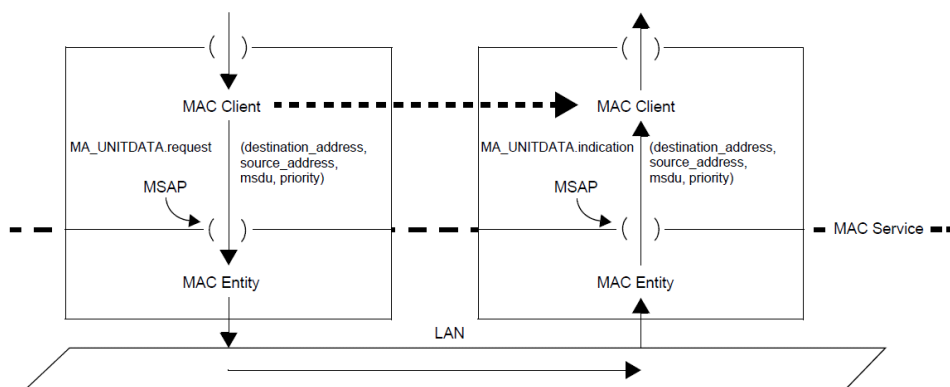 MAC Client
MAC Client
MA_UNITDATA.request
(destination_address,
source_address,
msdu, priority)
MA_UNITDATA.indication
(destination_address,
source_address,
msdu, priority)
MSAP
MSAP
MAC Service
MAC Entity
MAC Entity
LAN